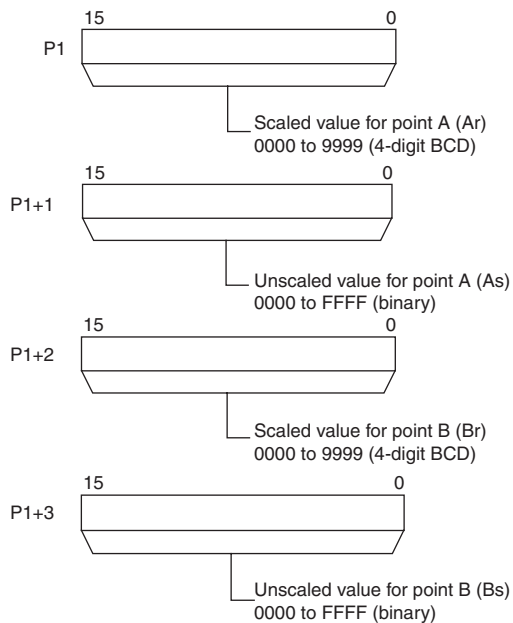 15 0
P1
Scaled value for point A (Ar)
0000 to 9999 (4-digit BCD)
15 0
P1+1
Unscaled value for point A (As)
0000 to FFFF (binary)
15 0
P1+2
Scaled value for point B (Br)
0000 to 9999 (4-digit BCD)
15 0
P1+3
Unscaled value for point B (Bs)
0000 to FFFF (binary)